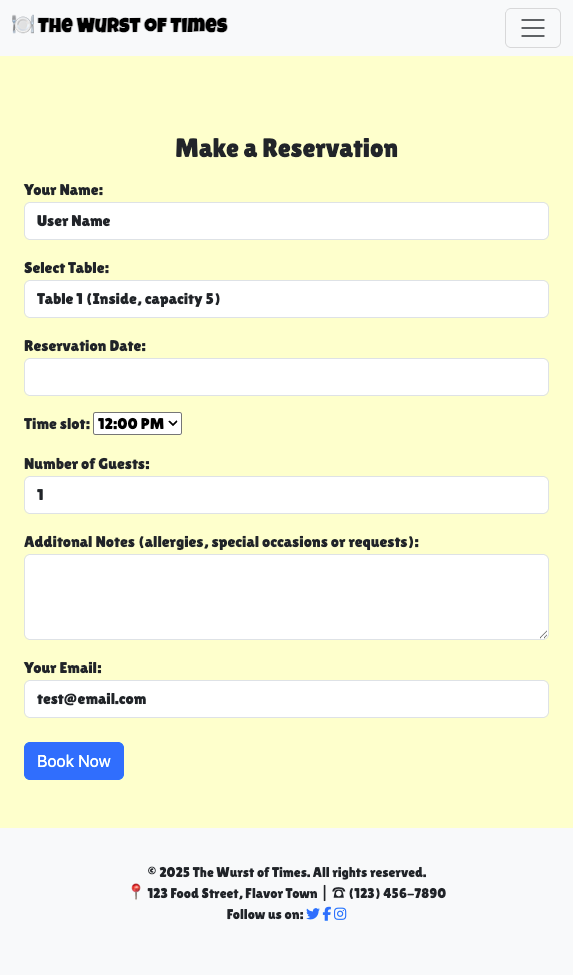 🍽️ The Wurst of Times
Make a Reservation
Your Name:
User Name
Select Table:
Table 1 (Inside, capacity 5)
Reservation Date:
Time slot: 12:00 PM
Number of Guests:
1
Additonal Notes (allergies, special occasions or requests):
Your Email:
test@email.com
Book Now
© 2025 The Wurst of Times. All rights reserved.
📍 123 Food Street, Flavor Town | ☎ (123) 456-7890
Follow us on: